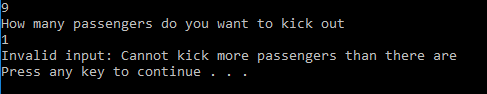 9
How many passengers do you want to kick out
1
Invalid input: Cannot kick more passengers than there are
Press any key to continue . . .